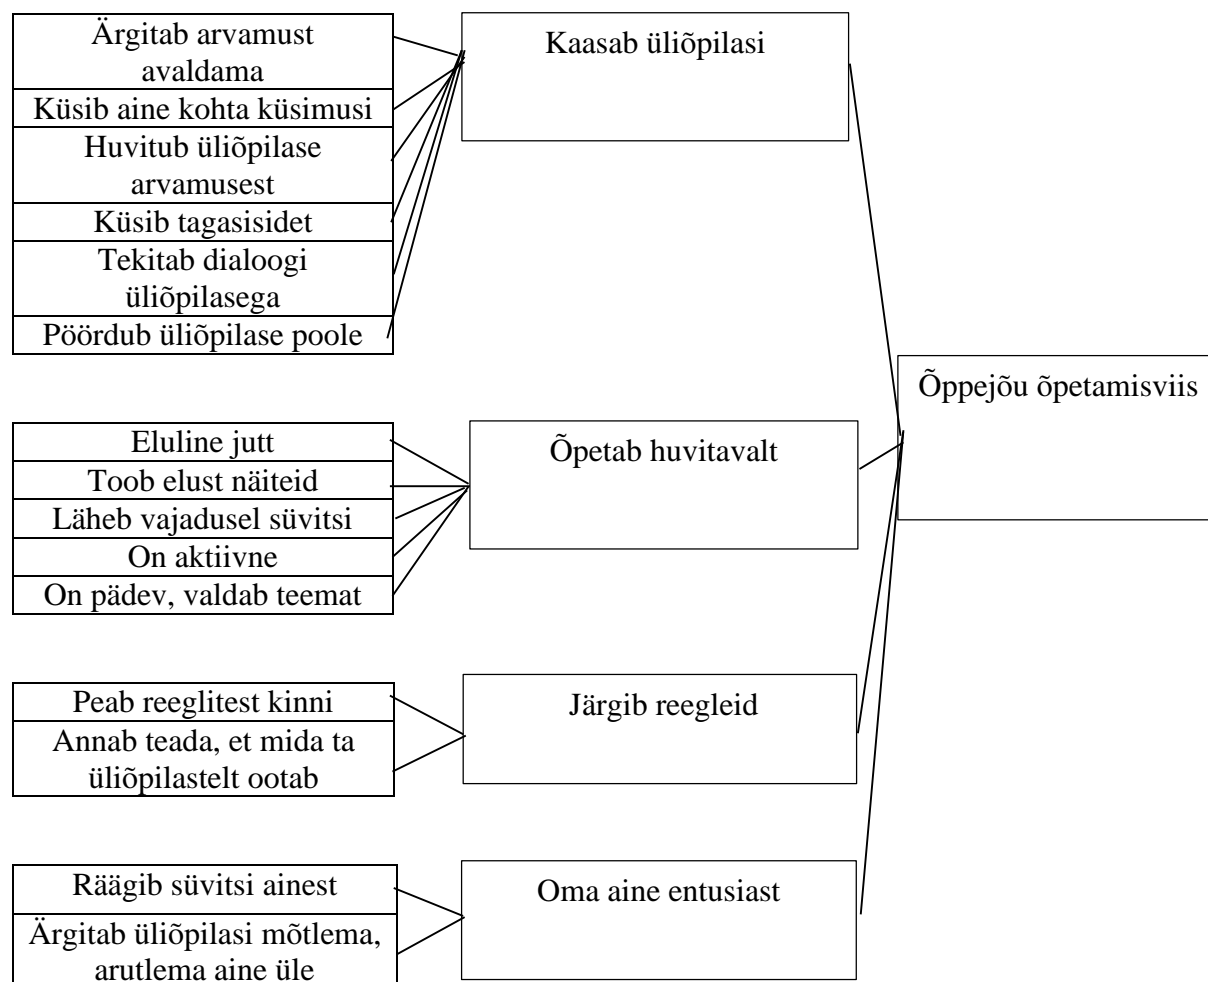 Ärgitab arvamust
avaldama
Küsib aine kohta küsimusi
Huvitub üliõpilase
arvamusest
Küsib tagasisidet
Tekitab dialoogi
üliõpilasega
Pöördub üliõpilase poole
Kaasab üliõpilasi
Eluline jutt
Toob elust näiteid
Läheb vajadusel süvitsi
On aktiivne
On pädev, valdab teemat
Õpetab huvitavalt
Peab reeglitest kinni
Annab teada, et mida ta
üliõpilastelt ootab
Järgib reegleid
Räägib süvitsi ainest
Ärgitab üliõpilasi mõtlema,
arutlema aine üle
Oma aine entusiast
Õppejõu õpetamisviis